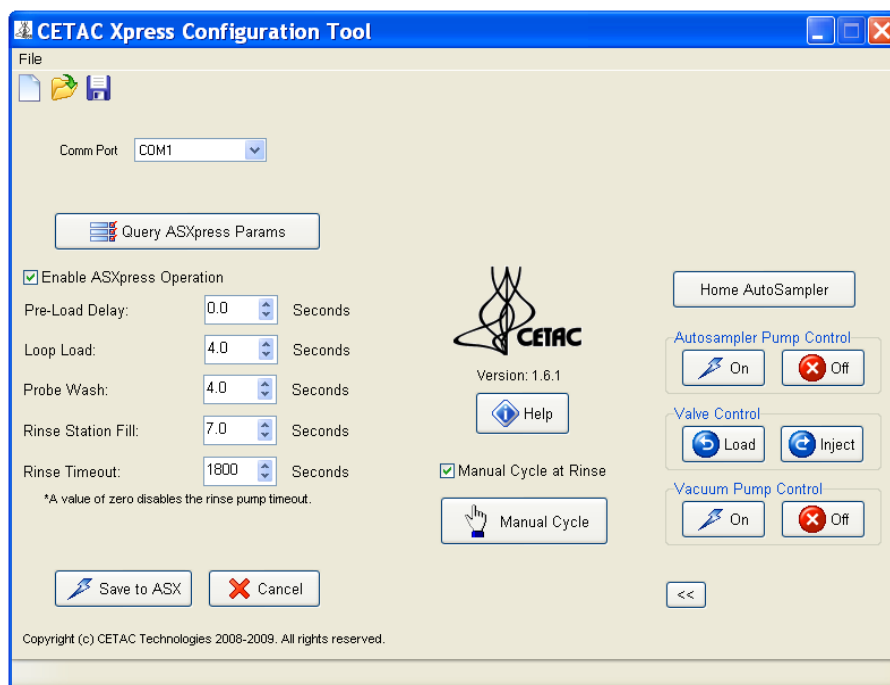 CETAC Xpress Configuration Tool
File
Comm Port COM1
Query ASXpress Params
Enable ASXpress Operation
Pre-Load Delay: 0.0 Seconds
Loop Load: 4.0 Seconds
Probe Wash: 4.0 Seconds
Rinse Station Fill: 7.0 Seconds
Rinse Timeout: 1800 Seconds
*A value of zero disables the rinse pump timeout.
Save to ASX Cancel
Copyright (c) CETAC Technologies 2008-2009. All rights reserved.
CETAC
Version: 1.6.1
Help
Manual Cycle at Rinse
Manual Cycle
Home AutoSampler
Autosampler Pump Control
On Off
Valve Control
Load Inject
Vacuum Pump Control
On Off
<<